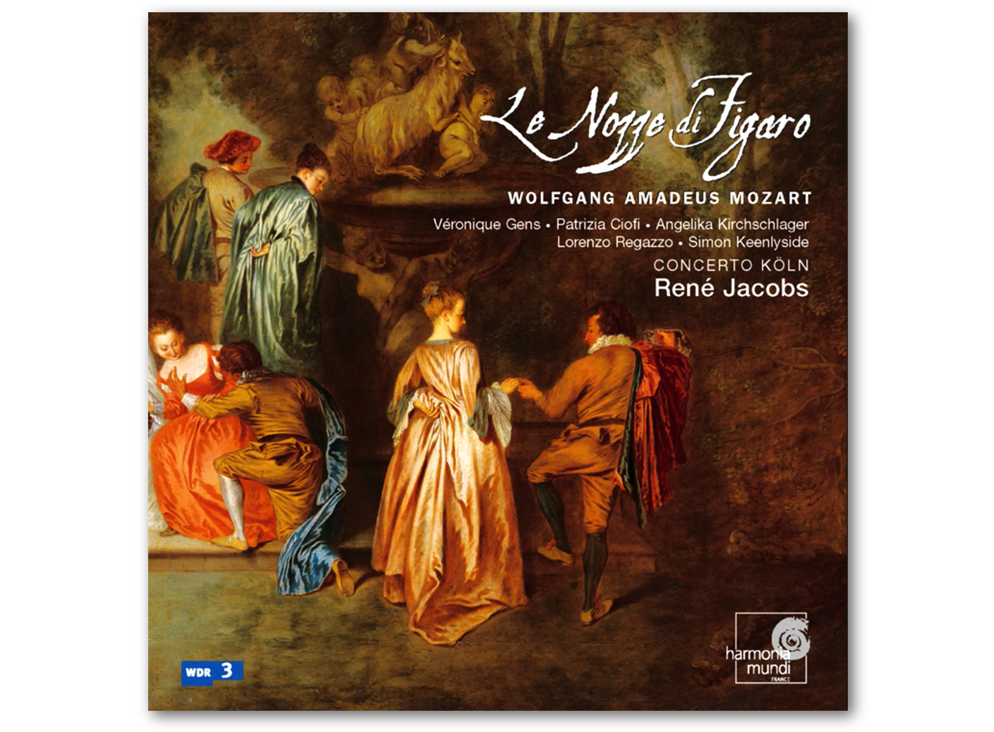 Le Nozze di Figaro
WOLFGANG AMADEUS MOZART
Véronique Gens • Patrizia Ciofi • Angelika Kirchschlager
Lorenzo Regazzo • Simon Keenlyside
CONCERTO KÖLN
René Jacobs
WDR 3
harmonia
mundi
FRANCE